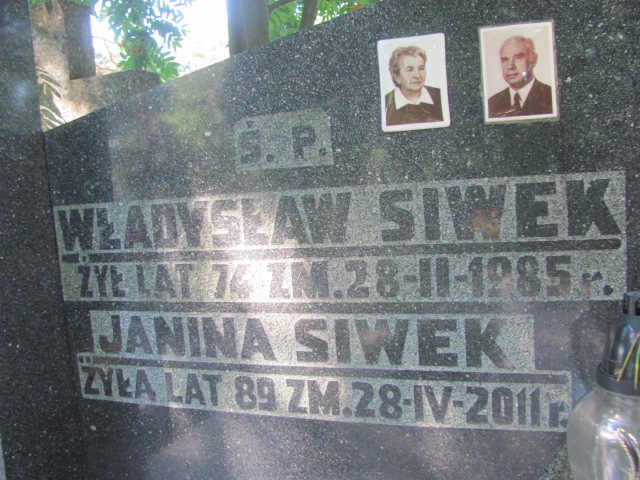 Ś. P.
WŁADYSŁAW SIWEK
ŻYŁ LAT 74 ZM. 28-II-1985 r.
JANINA SIWEK
ŻYŁA LAT 89 ZM. 28-IV-2011 r.